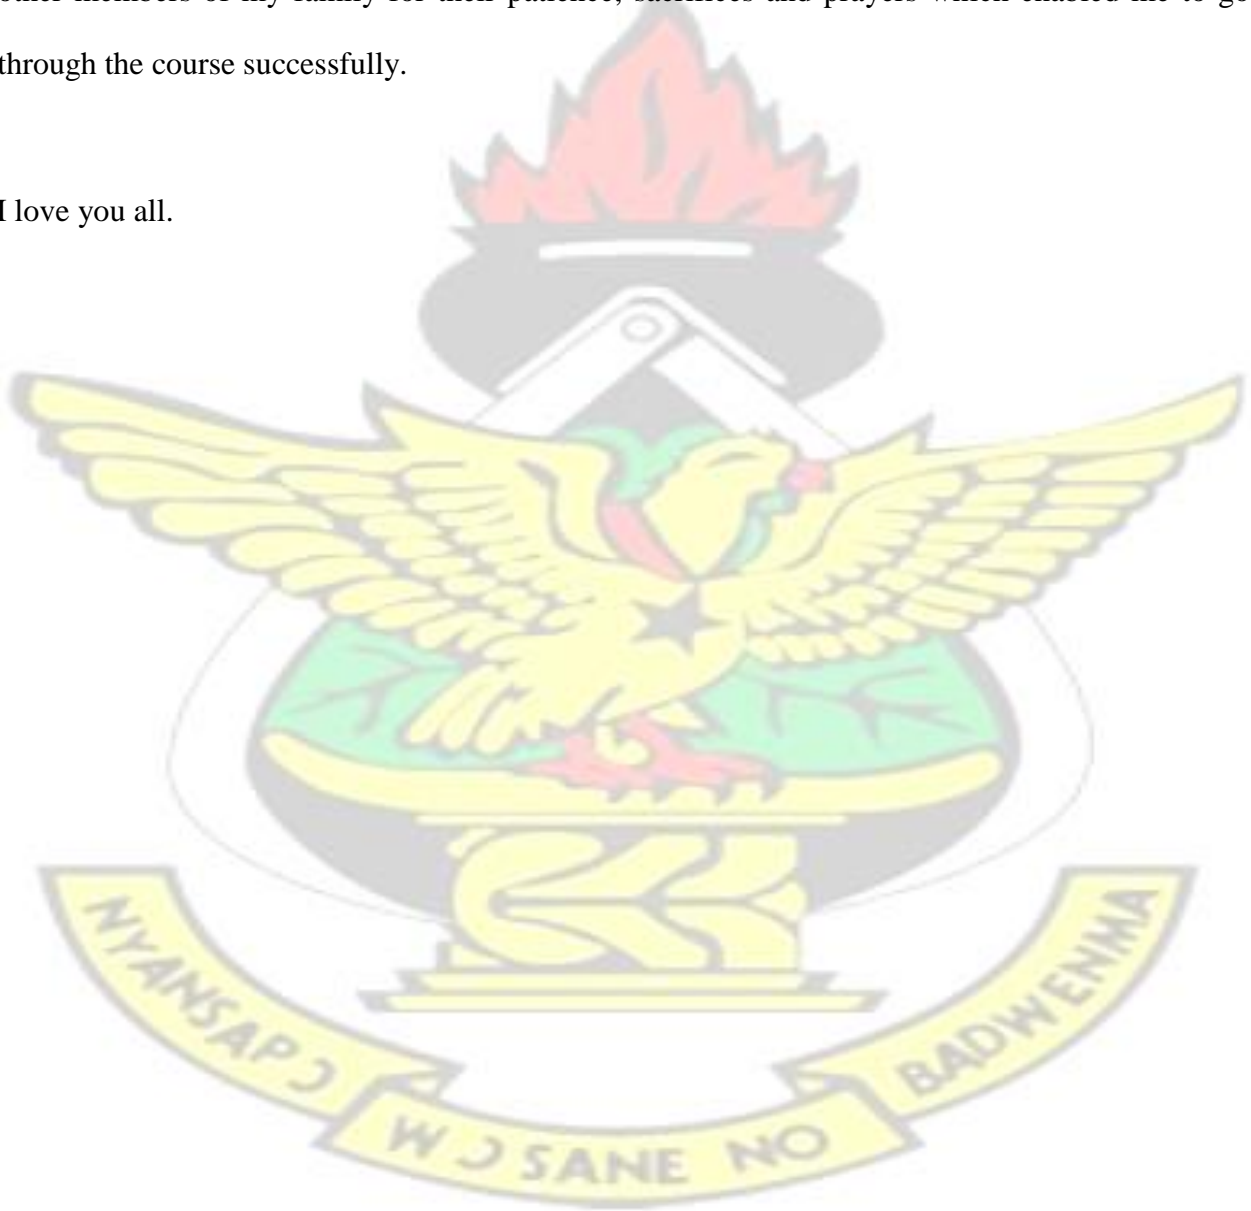 other members of my family for their patience, sacrifices and prayers which enabled me to go
through the course successfully.
I love you all.
NYANSAPƆ
WƆSANE NO
BADWENMA